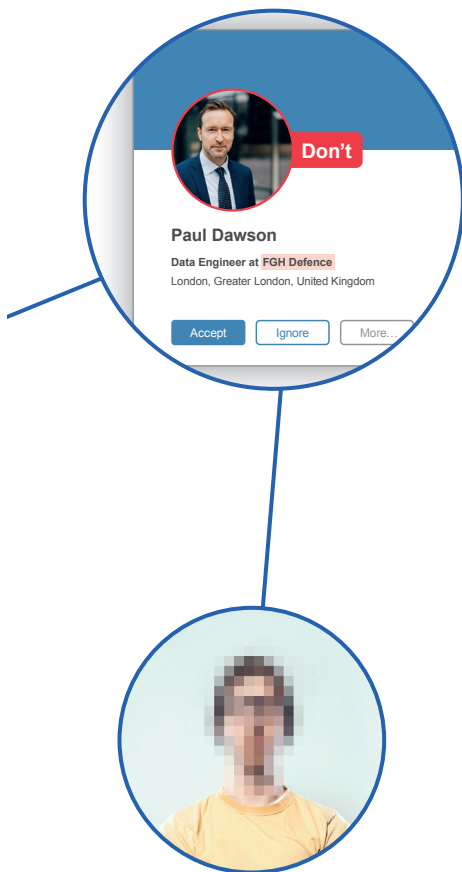 Don't
Paul Dawson
Data Engineer at FGH Defence
London, Greater London, United Kingdom
Accept
Ignore
More...